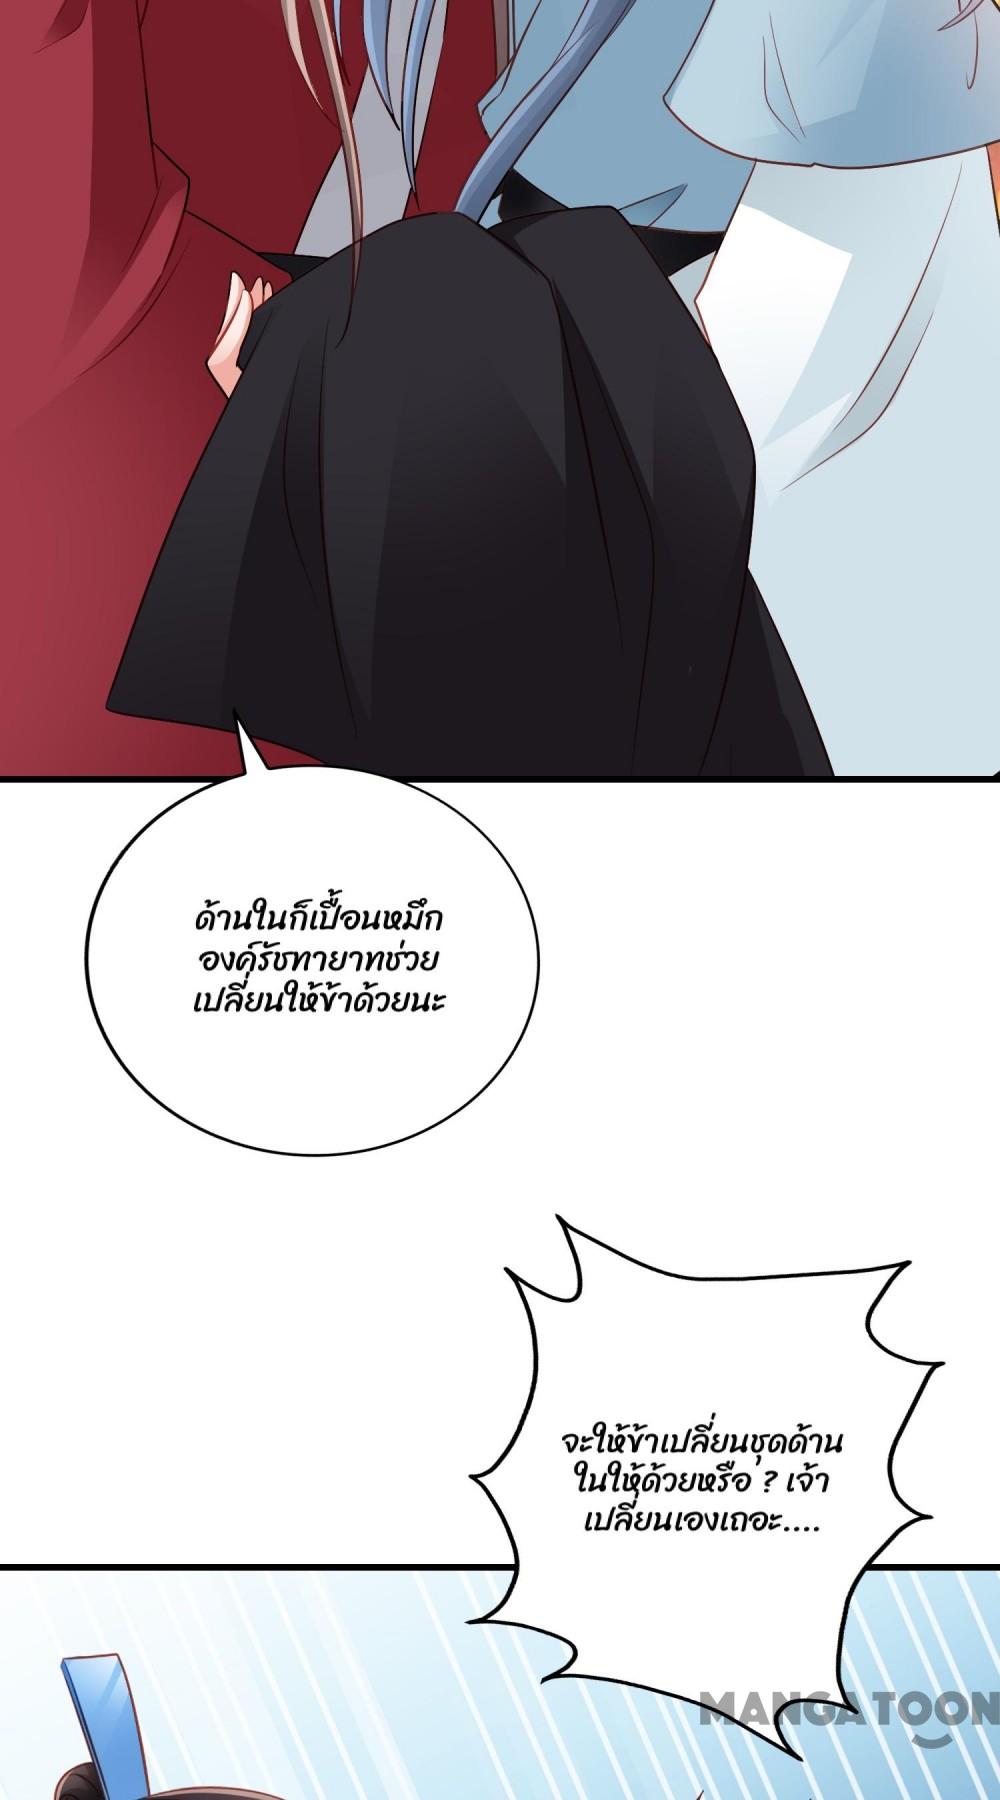 ด้านในก็เปื้อนหมึก
องค์รัชทายาทช่วย
เปลี่ยนให้ข้าด้วยนะ
จะให้ข้าเปลี่ยนชุดด้าน
ในให้ด้วยหรือ ? เจ้า
เปลี่ยนเองเถอะ....
MANGATOON